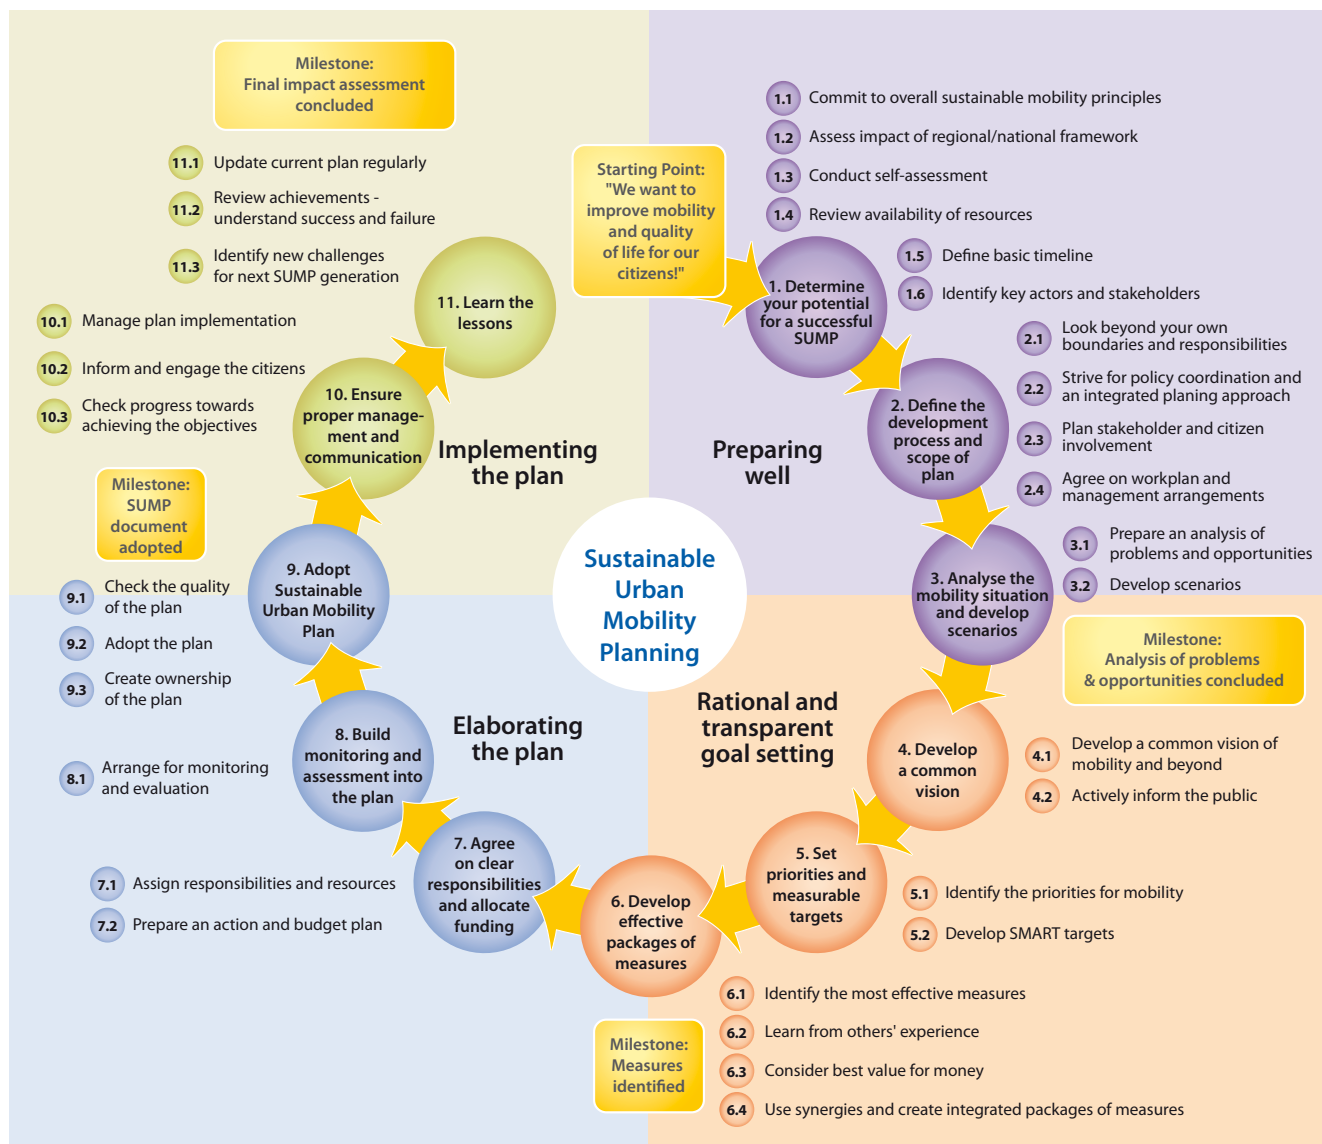 Starting Point:
"We want to
improve mobility
and quality
of life for our
citizens!"
1.1 Commit to overall sustainable mobility principles
1.2 Assess impact of regional/national framework
1.3 Conduct self-assessment
1.4 Review availability of resources
1.5 Define basic timeline
1.6 Identify key actors and stakeholders
1. Determine
your potential
for a successful
SUMP
2.1 Look beyond your own
boundaries and responsibilities
2.2 Strive for policy coordination and
an integrated planing approach
2.3 Plan stakeholder and citizen
involvement
2.4 Agree on workplan and
management arrangements
2. Define the
development
process and
scope of
plan
Preparing
well
3.1 Prepare an analysis of
problems and opportunities
3.2 Develop scenarios
3. Analyse the
mobility situation
and develop
scenarios
Milestone:
Analysis of problems
& opportunities concluded
Sustainable
Urban
Mobility
Planning
Rational and
transparent
goal setting
4. Develop
a common
vision
4.1 Develop a common vision of
mobility and beyond
4.2 Actively inform the public
5. Set
priorities and
measurable
targets
5.1 Identify the priorities for mobility
5.2 Develop SMART targets
6. Develop
effective
packages of
measures
6.1 Identify the most effective measures
6.2 Learn from others' experience
6.3 Consider best value for money
6.4 Use synergies and create integrated packages of measures
Milestone:
Measures
identified
7. Agree
on clear
responsibilities
and allocate
funding
7.1 Assign responsibilities and resources
7.2 Prepare an action and budget plan
Elaborating
the plan
8. Build
monitoring and
assessment into
the plan
8.1 Arrange for monitoring
and evaluation
9. Adopt
Sustainable
Urban Mobility
Plan
9.1 Check the quality
of the plan
9.2 Adopt the plan
9.3 Create ownership
of the plan
Milestone:
SUMP
document
adopted
Implementing
the plan
10. Ensure
proper manage-
ment and
communication
10.1 Manage plan implementation
10.2 Inform and engage the citizens
10.3 Check progress towards
achieving the objectives
11. Learn the
lessons
11.1 Update current plan regularly
11.2 Review achievements -
understand success and failure
11.3 Identify new challenges
for next SUMP generation
Milestone:
Final impact assessment
concluded